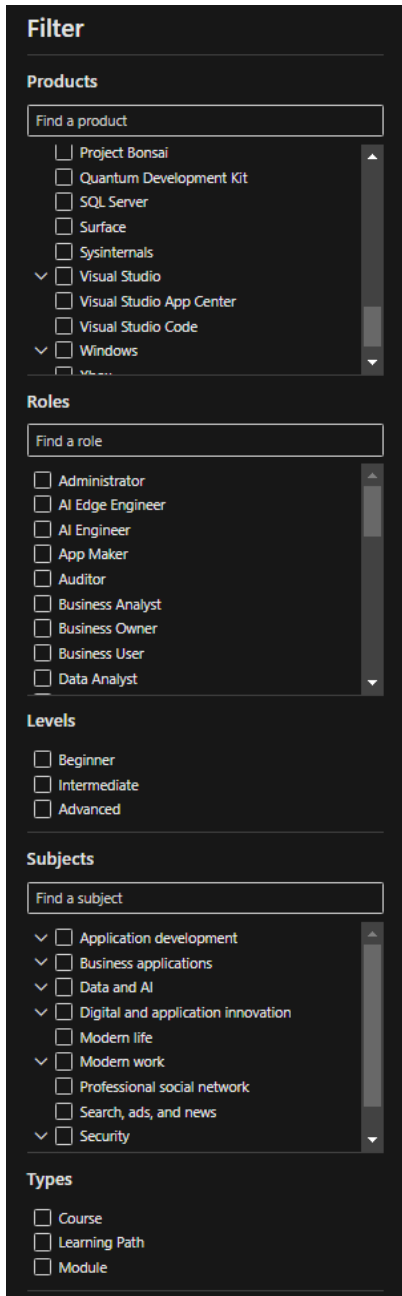 Filter
Products
Find a product
Project Bonsai
Quantum Development Kit
SQL Server
Surface
Sysinternals
Visual Studio
Visual Studio App Center
Visual Studio Code
Windows
Roles
Find a role
Administrator
AI Edge Engineer
AI Engineer
App Maker
Auditor
Business Analyst
Business Owner
Business User
Data Analyst
Levels
Beginner
Intermediate
Advanced
Subjects
Find a subject
Application development
Business applications
Data and AI
Digital and application innovation
Modern life
Modern work
Professional social network
Search, ads, and news
Security
Types
Course
Learning Path
Module